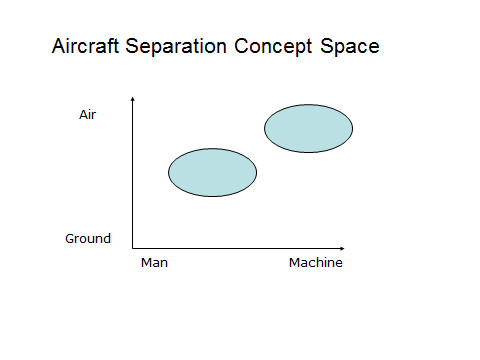 Aircraft Separation Concept Space
Air
Ground
Man
Machine